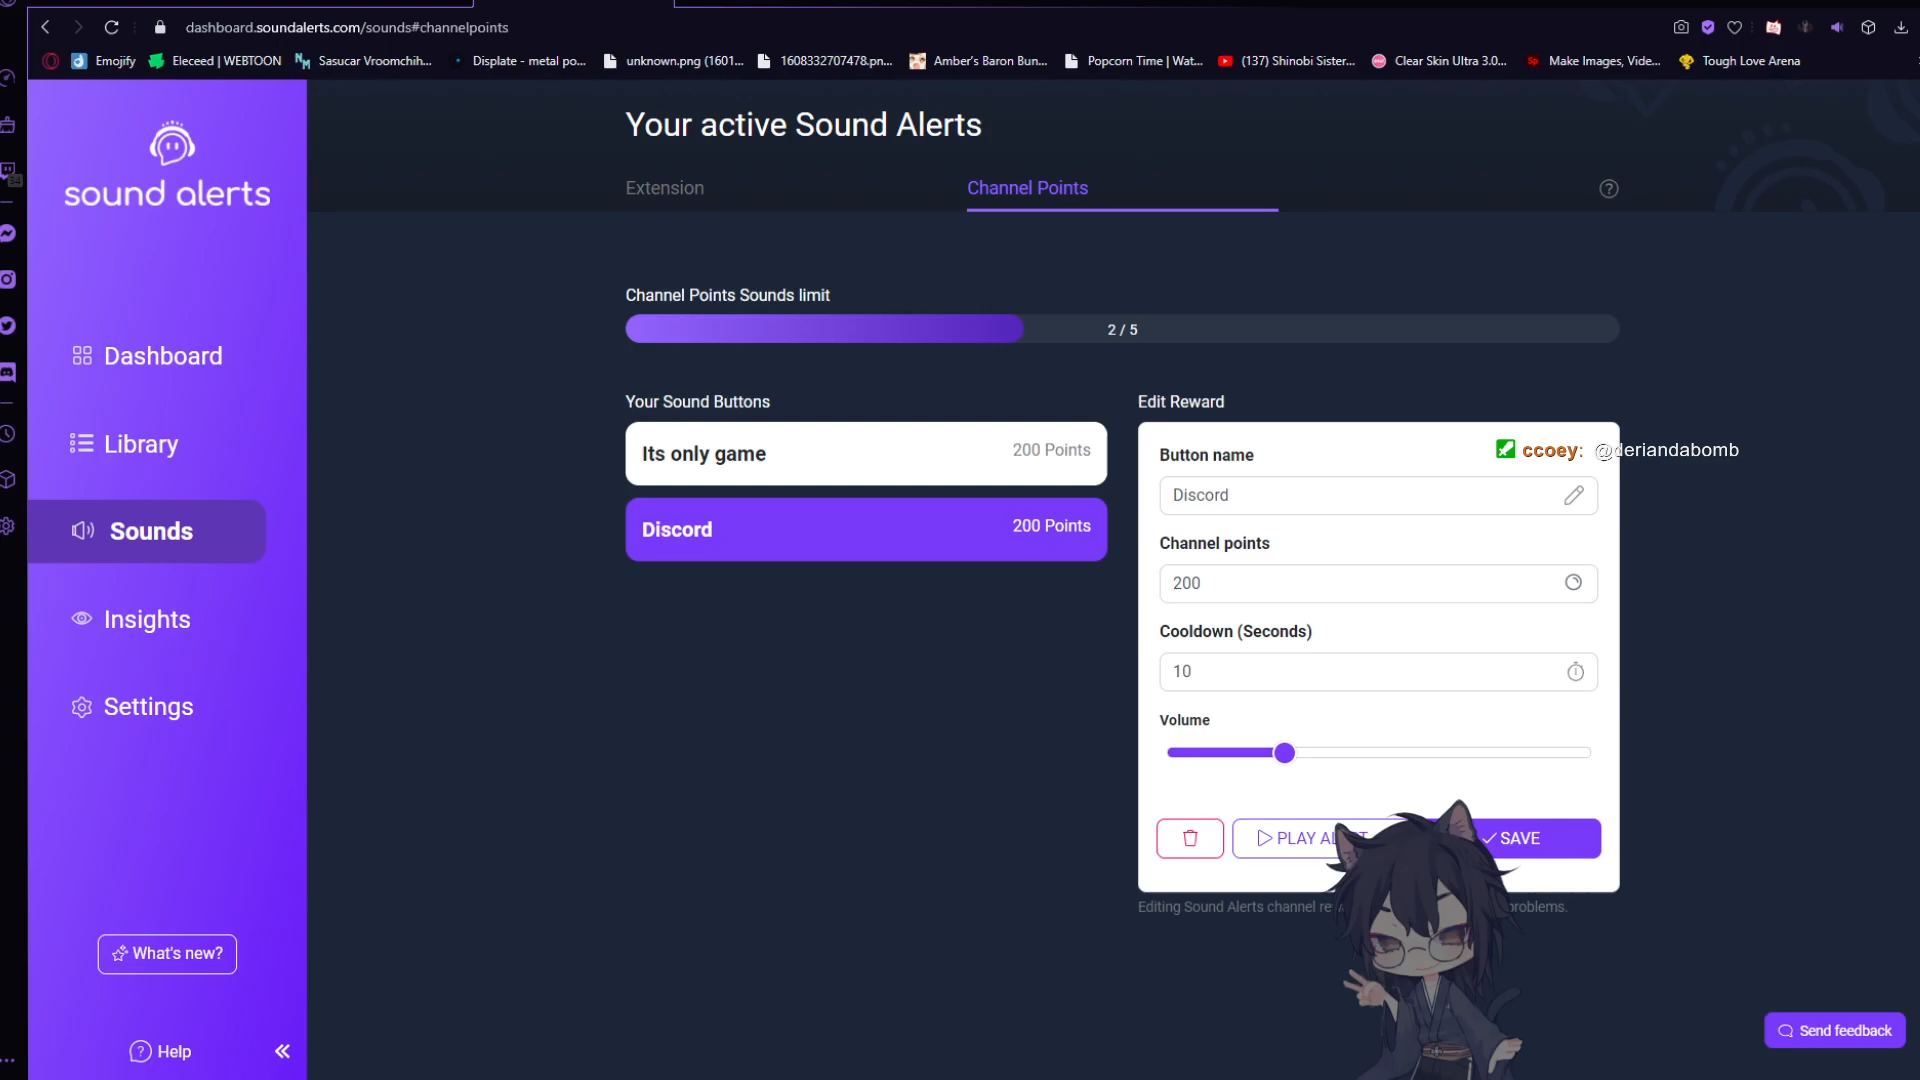 dashboard.soundalerts.com/sounds#channelpoints
Emojify
Eleceed | WEBTOON
Sasucar Vroomchih...
Displate - metal po...
unknown.png (1601...
1608332707478.pn...
Amber's Baron Bun...
Popcorn Time | Wat...
(137) Shinobi Sister...
Clear Skin Ultra 3.0...
Make Images, Vide...
Tough Love Arena
sound alerts
Dashboard
Library
Sounds
Insights
Settings
What's new?
Help
Your active Sound Alerts
Extension
Channel Points
Channel Points Sounds limit
2 / 5
Your Sound Buttons
Its only game 200 Points
Discord 200 Points
Edit Reward
Button name
ccoey: @deriandabomb
Discord
Channel points
200
Cooldown (Seconds)
10
Volume
PLAY AL
SAVE
Editing Sound Alerts channel re
problems.
Send feedback